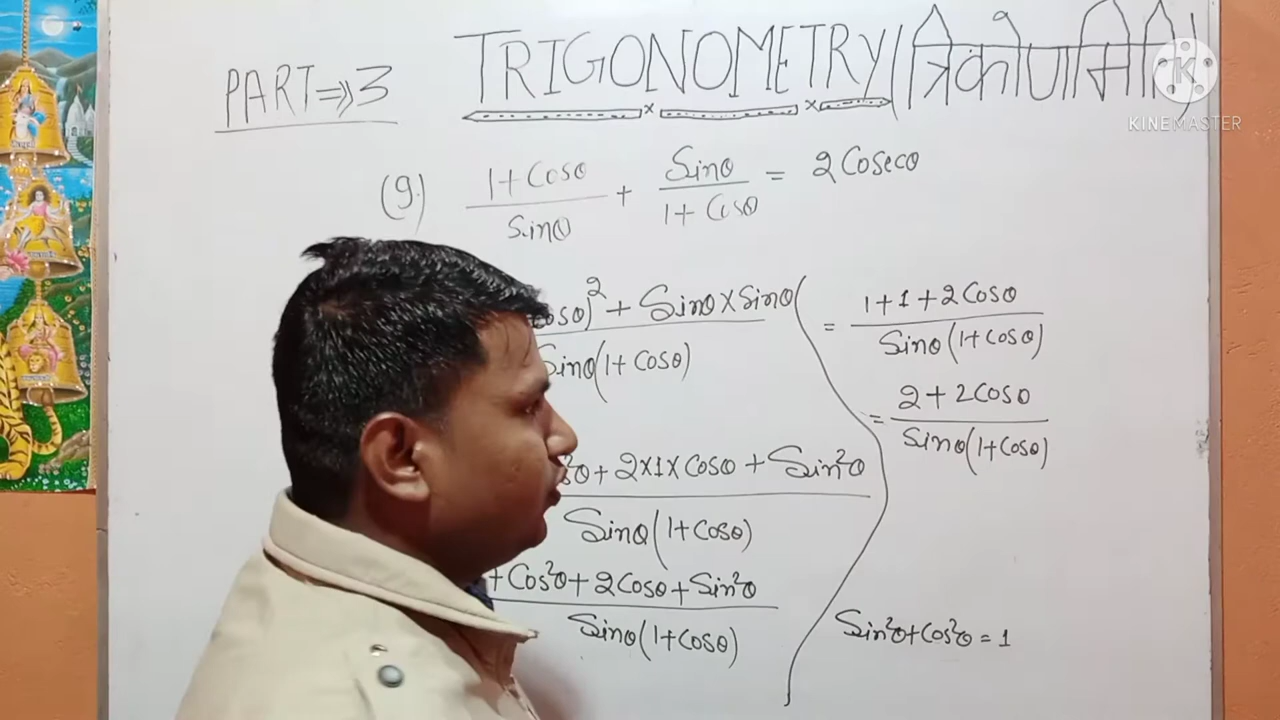 PART⇒3
TRIGONOMETRY(त्रिकोणमिति)
KINEMASTER
(9.) (1+Cosθ)/Sinθ + Sinθ/(1+Cosθ) = 2Cosecθ
osθ)² + Sinθ×Sinθ
Sinθ(1+Cosθ)
²θ+2×1×Cosθ+Sin²θ
Sinθ(1+Cosθ)
+Cos²θ+2Cosθ+Sin²θ
Sinθ(1+Cosθ)
= (1+1+2Cosθ)/(Sinθ(1+Cosθ))
= (2+2Cosθ)/(Sinθ(1+Cosθ))
Sin²θ+Cos²θ=1